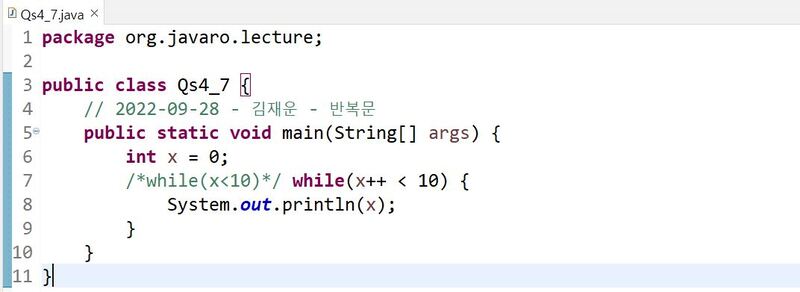 Qs4_7.java
1 package org.javaro.lecture;
2
3 public class Qs4_7 {
4 // 2022-09-28 - 김재운 - 반복문
5 public static void main(String[] args) {
6 int x = 0;
7 /*while(x<10)*/ while(x++ < 10) {
8 System.out.println(x);
9 }
10 }
11 }